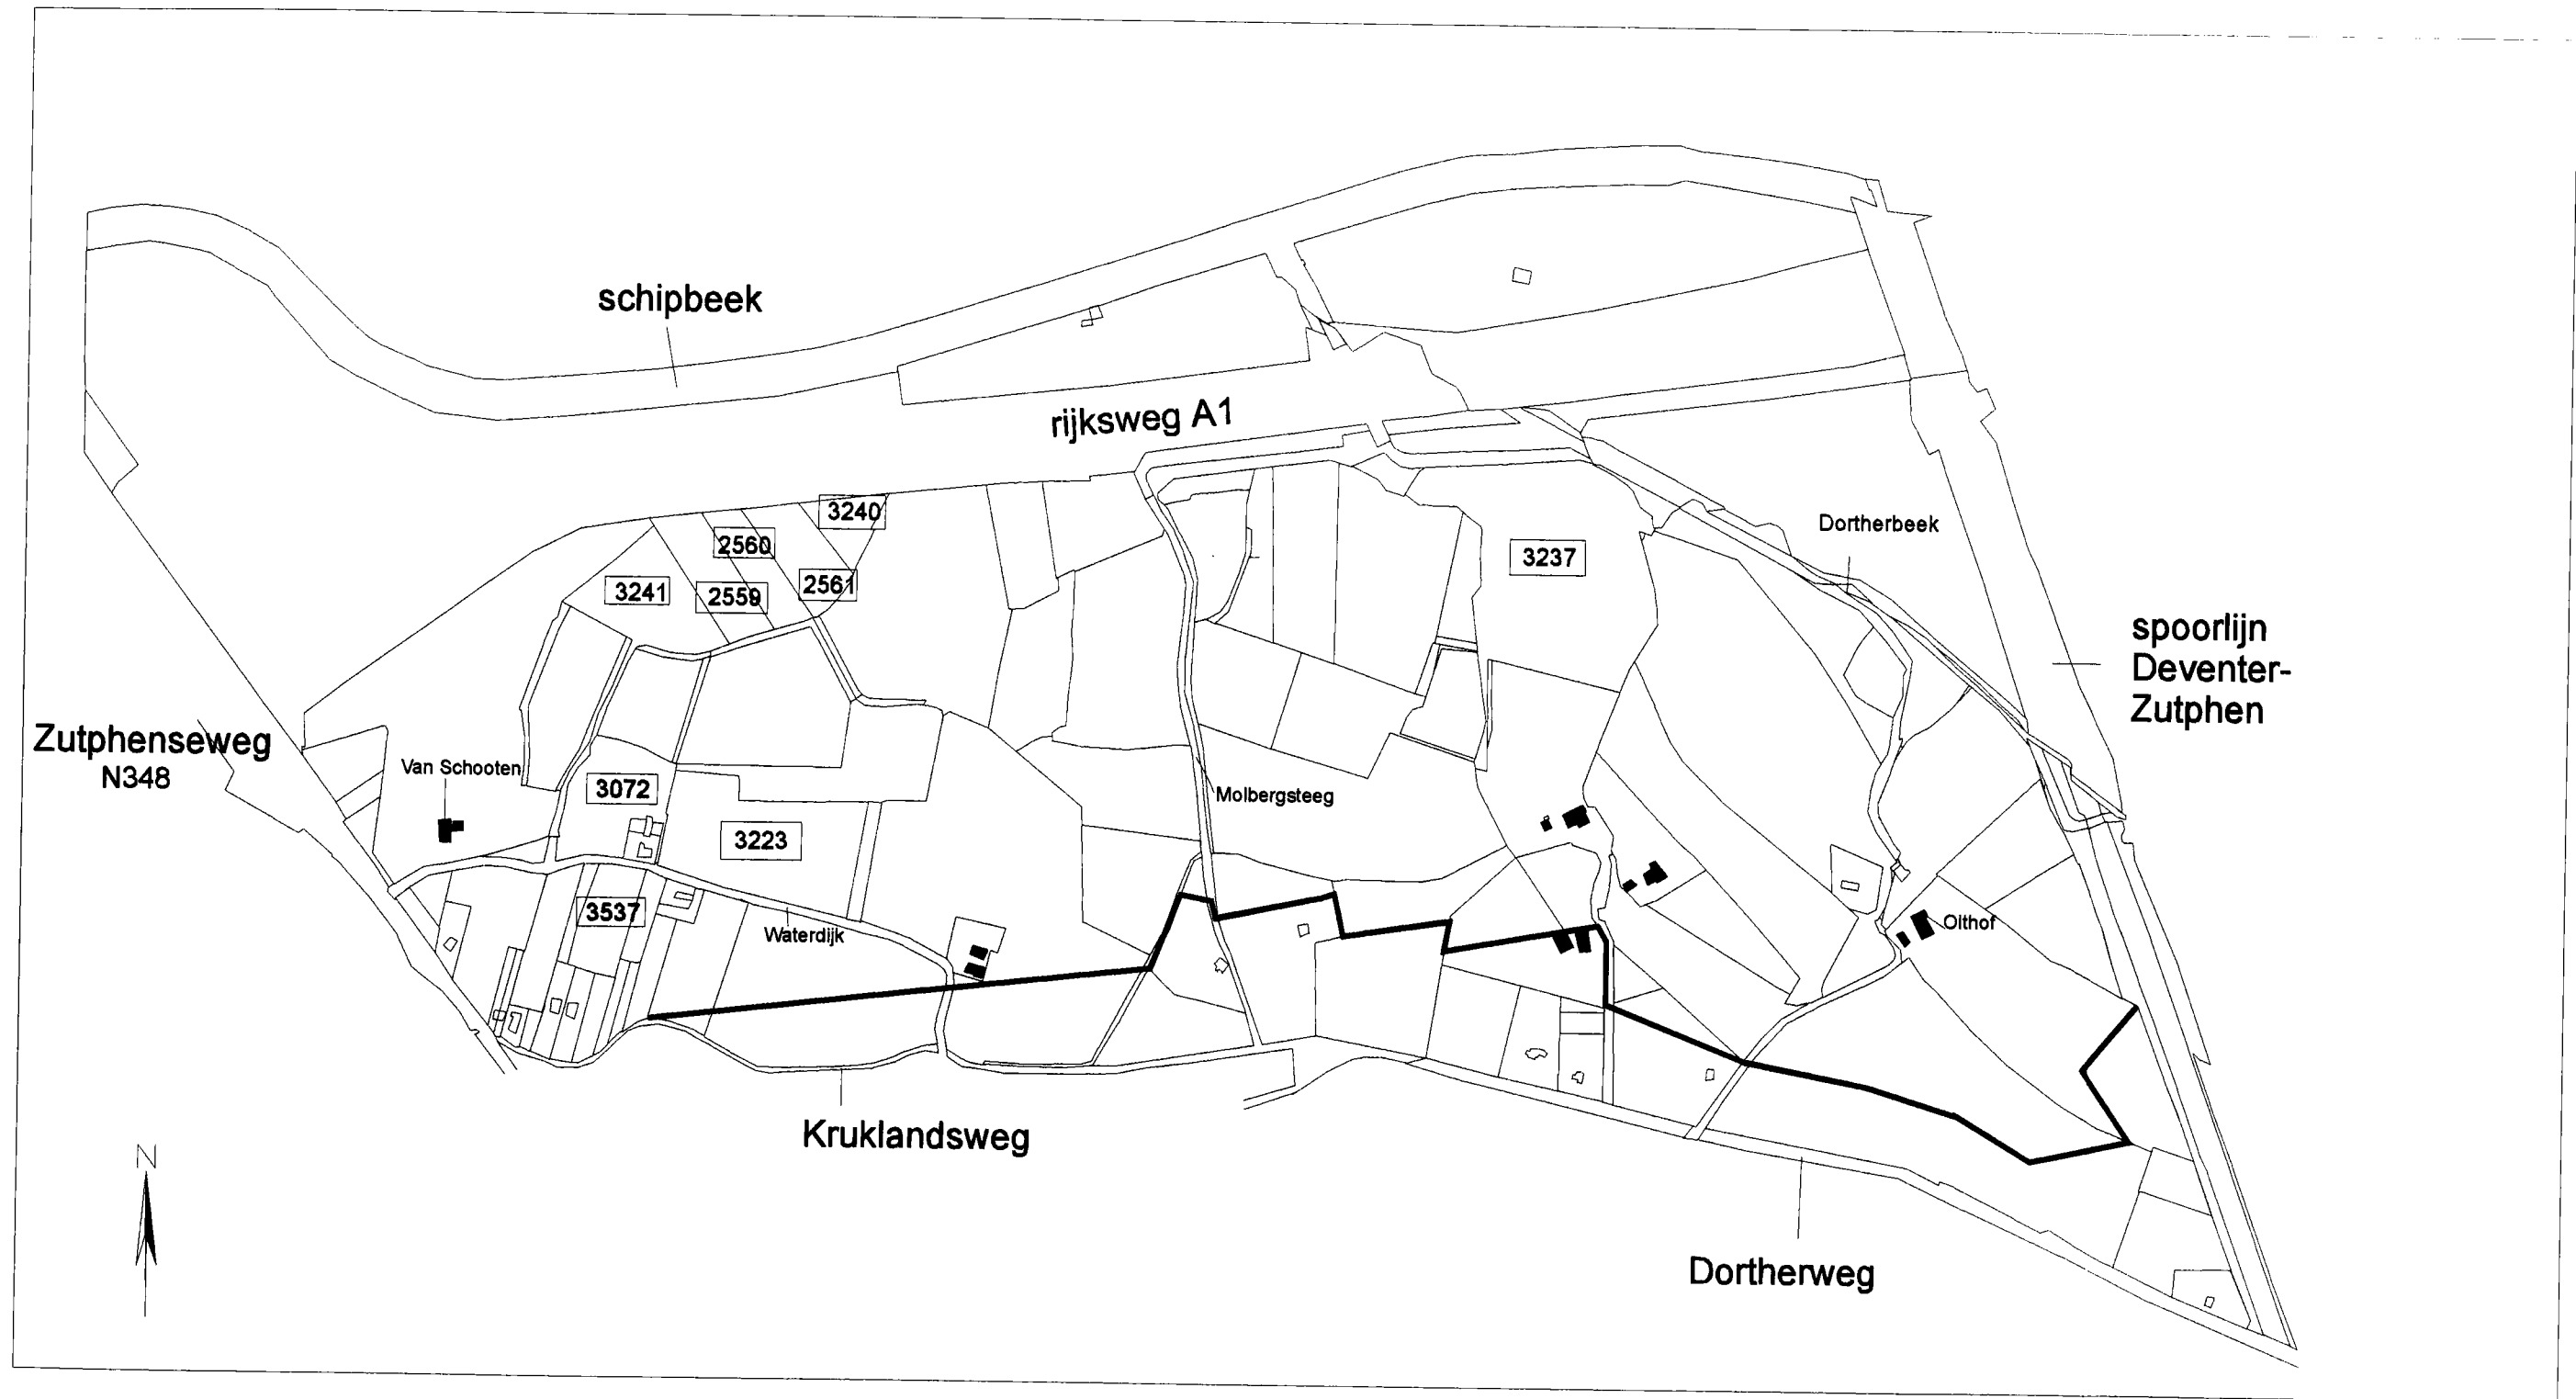 schipbeek
rijksweg A1
3240
2560
3241
2559
2561
3237
Dortherbeek
spoorlijn
Deventer-
Zutphen
Zutphenseweg
N348
Van Schooten
3072
Molbergsteeg
3223
3537
Waterdijk
Olthof
Kruklandsweg
Dortherweg
N